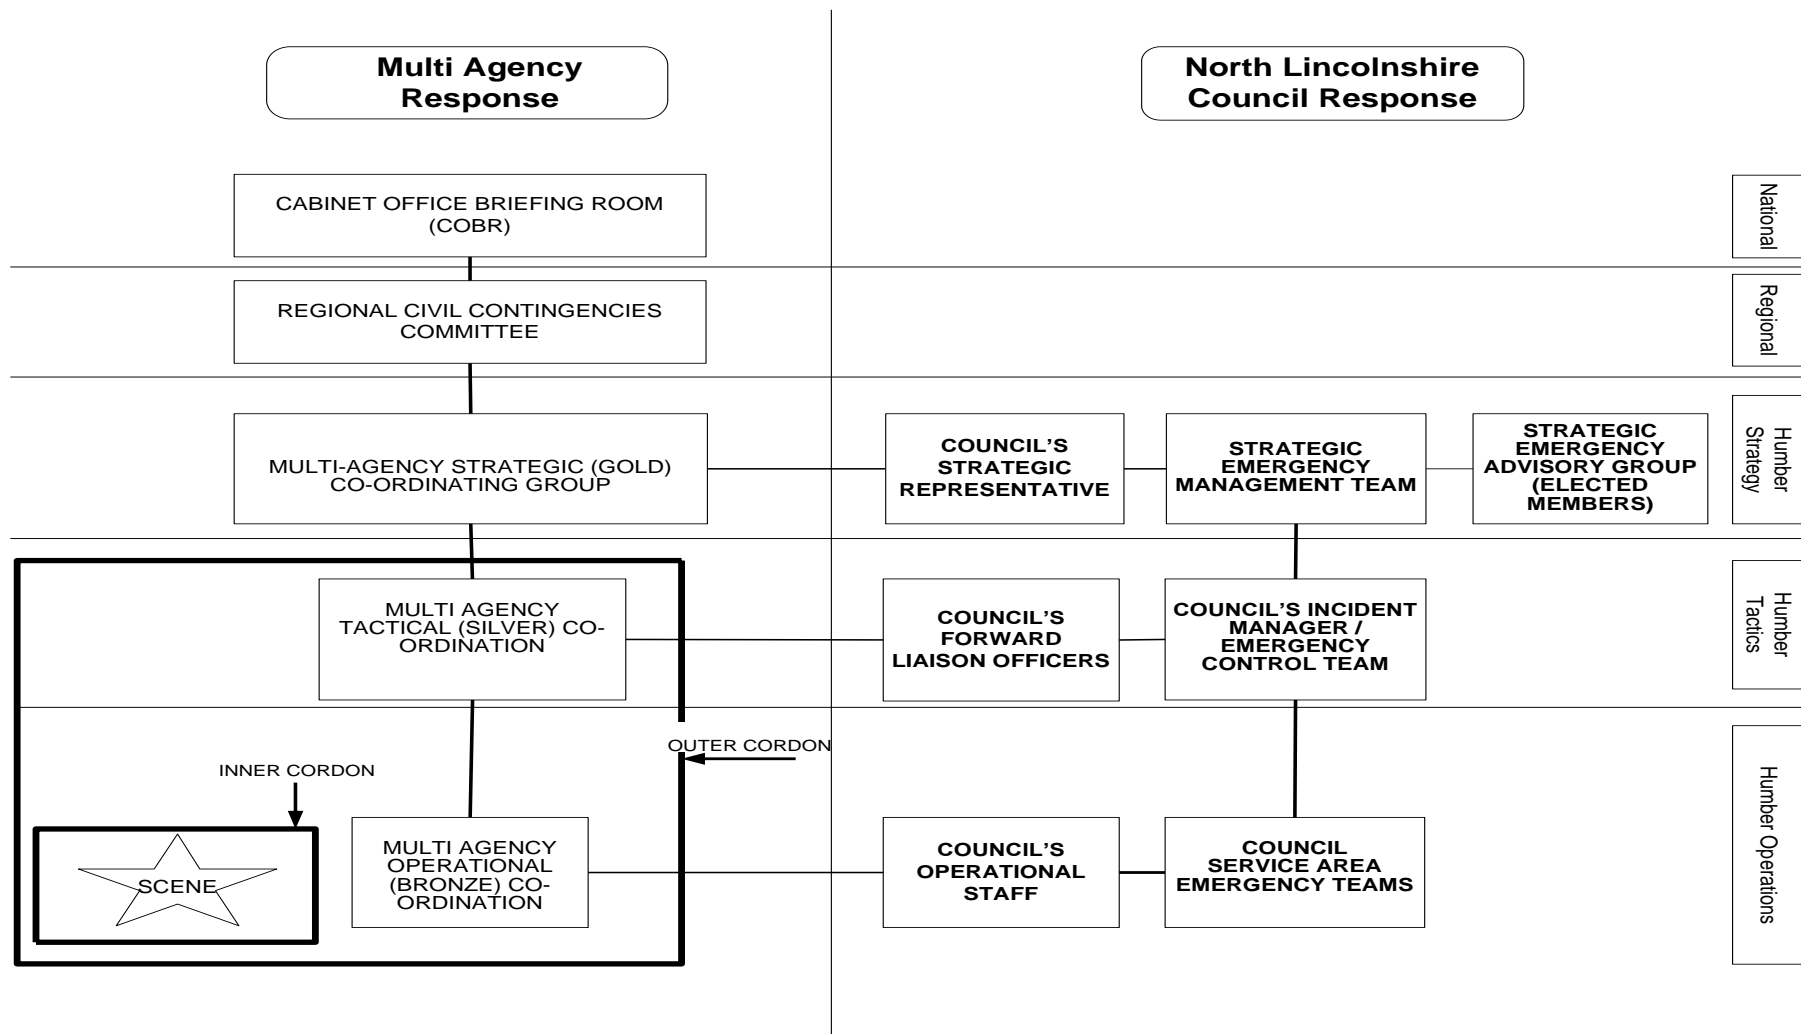 Multi Agency
Response
North Lincolnshire
Council Response
CABINET OFFICE BRIEFING ROOM
(COBR)
National
REGIONAL CIVIL CONTINGENCIES
COMMITTEE
Regional
MULTI-AGENCY STRATEGIC (GOLD)
CO-ORDINATING GROUP
COUNCIL'S
STRATEGIC
REPRESENTATIVE
STRATEGIC
EMERGENCY
MANAGEMENT TEAM
STRATEGIC
EMERGENCY
ADVISORY GROUP
(ELECTED
MEMBERS)
Humber
Strategy
MULTI AGENCY
TACTICAL (SILVER) CO-
ORDINATION
COUNCIL'S
FORWARD
LIAISON OFFICERS
COUNCIL'S INCIDENT
MANAGER /
EMERGENCY
CONTROL TEAM
Humber
Tactics
OUTER CORDON
INNER CORDON
SCENE
MULTI AGENCY
OPERATIONAL
(BRONZE) CO-
ORDINATION
COUNCIL'S
OPERATIONAL
STAFF
COUNCIL
SERVICE AREA
EMERGENCY TEAMS
Humber Operations